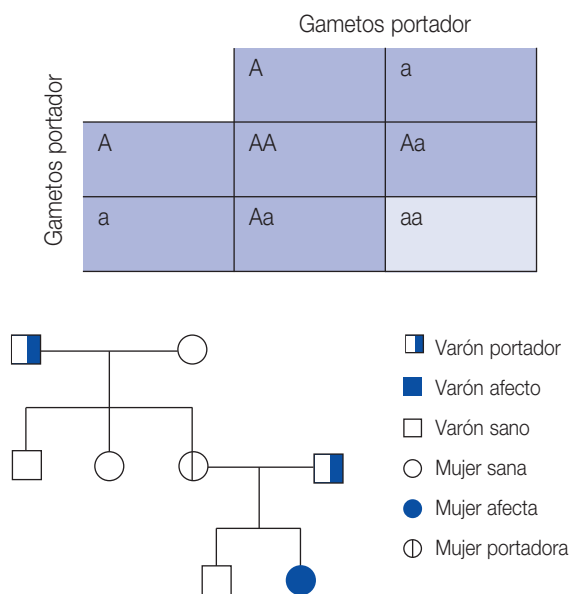 Gametos portador
Gametos portador
A a
A AA Aa
a Aa aa
Varón portador
Varón afecto
Varón sano
Mujer sana
Mujer afecta
Mujer portadora